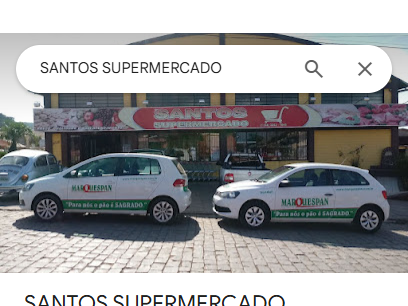 SANTOS SUPERMERCADO
SANTOS
SUPERMERCADO
MARQUESPAN
"Para nós o pão é SAGRADO."
MARQUESPAN
"Para nós o pão é SAGRADO."
SANTOS SUPERMERCADO